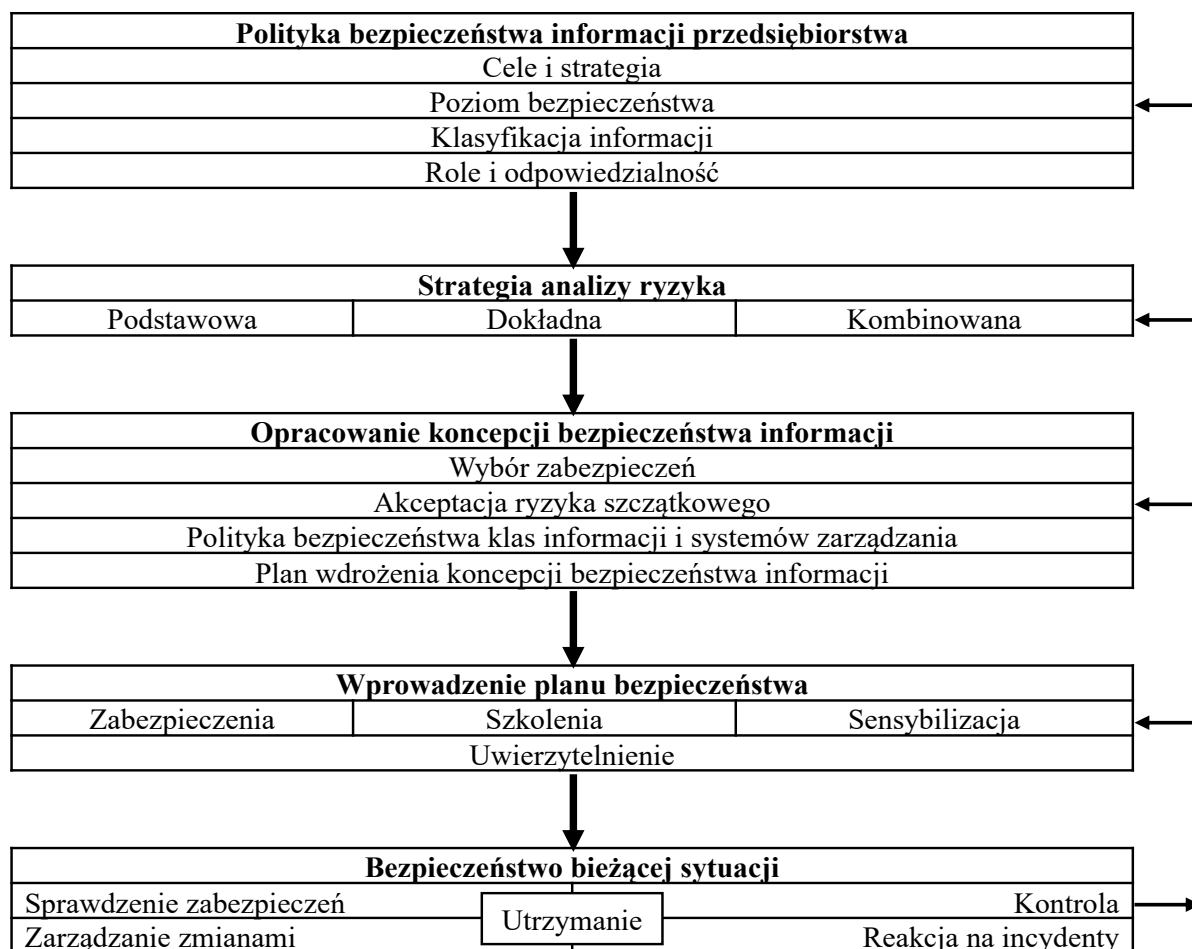 Polityka bezpieczeństwa informacji przedsiębiorstwa
Cele i strategia
Poziom bezpieczeństwa
Klasyfikacja informacji
Role i odpowiedzialność
Strategia analizy ryzyka
Podstawowa Dokładna Kombinowana
Opracowanie koncepcji bezpieczeństwa informacji
Wybór zabezpieczeń
Akceptacja ryzyka szczątkowego
Polityka bezpieczeństwa klas informacji i systemów zarządzania
Plan wdrożenia koncepcji bezpieczeństwa informacji
Wprowadzenie planu bezpieczeństwa
Zabezpieczenia Szkolenia Sensybilizacja
Uwierzytelnienie
Bezpieczeństwo bieżącej sytuacji
Sprawdzenie zabezpieczeń Kontrola
Utrzymanie
Zarządzanie zmianami Reakcja na incydenty